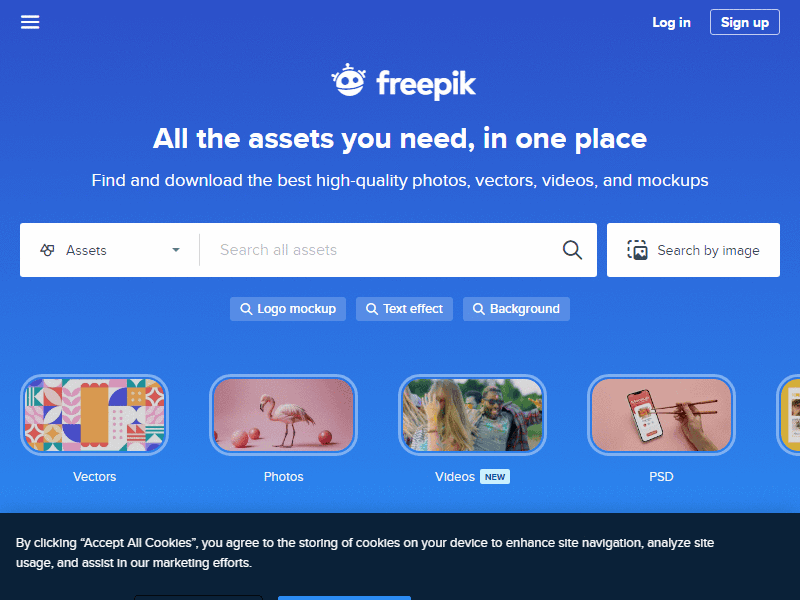 Log in
Sign up
freepik
All the assets you need, in one place
Find and download the best high-quality photos, vectors, videos, and mockups
Assets
Search all assets
Search by image
Logo mockup
Text effect
Background
Vectors
Photos
Videos NEW
PSD
By clicking “Accept All Cookies”, you agree to the storing of cookies on your device to enhance site navigation, analyze site
usage, and assist in our marketing efforts.